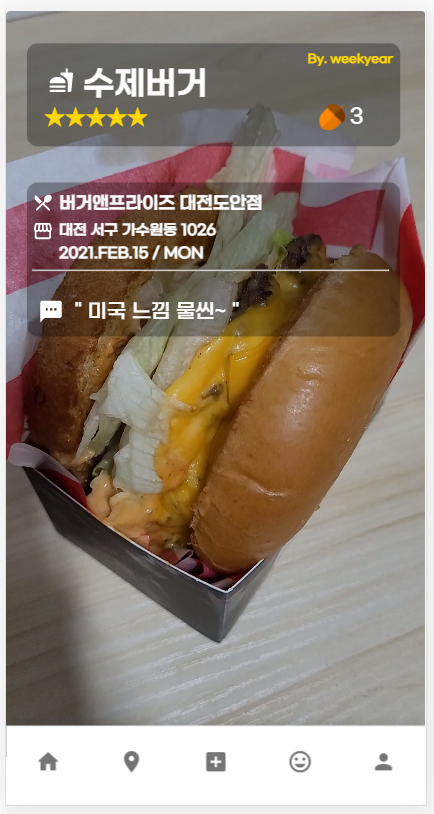 By. weekyear
수제버거
★★★★★ 3
버거앤프라이즈 대전도안점
대전 서구 가수원동 1026
2021.FEB.15 / MON
" 미국 느낌 물씬~ "